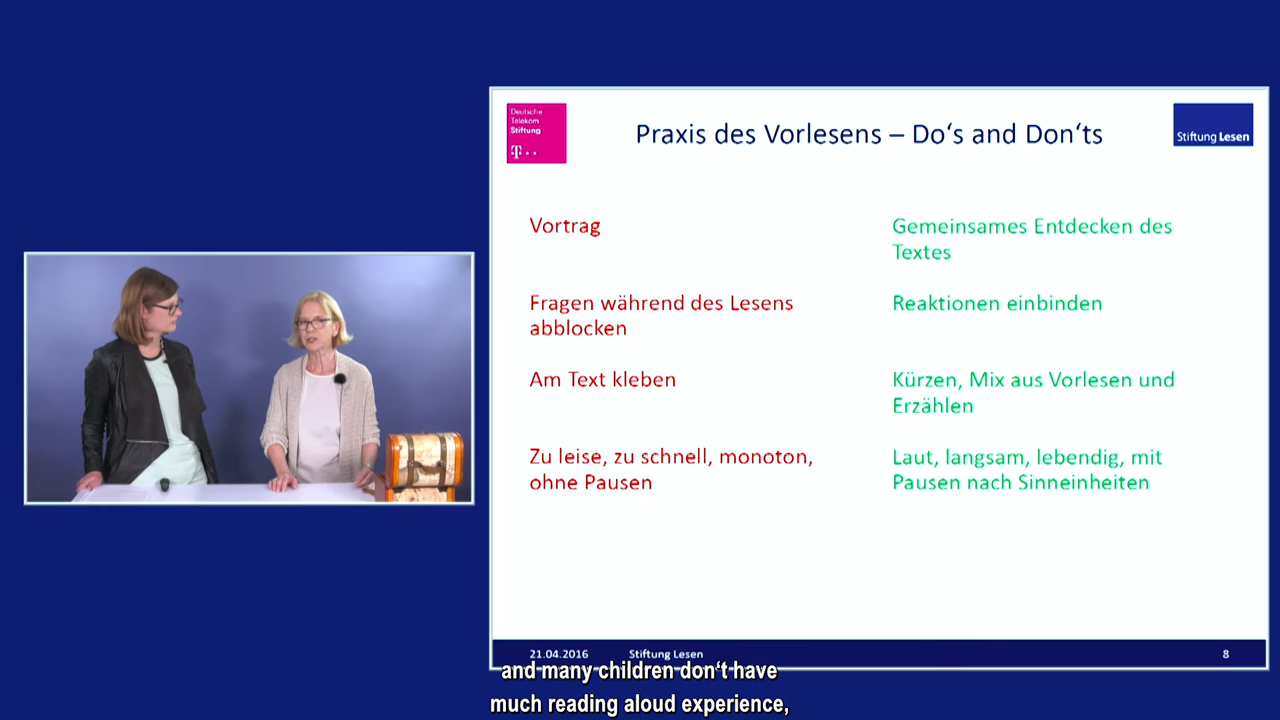 Deutsche
Telekom
Stiftung
T··
Praxis des Vorlesens – Do‘s and Don‘ts
Stiftung Lesen
Vortrag
Gemeinsames Entdecken des
Textes
Fragen während des Lesens
abblocken
Reaktionen einbinden
Am Text kleben
Kürzen, Mix aus Vorlesen und
Erzählen
Zu leise, zu schnell, monoton,
ohne Pausen
Laut, langsam, lebendig, mit
Pausen nach Sinneinheiten
21.04.2016 Stiftung Lesen 8
and many children don‘t have
much reading aloud experience,